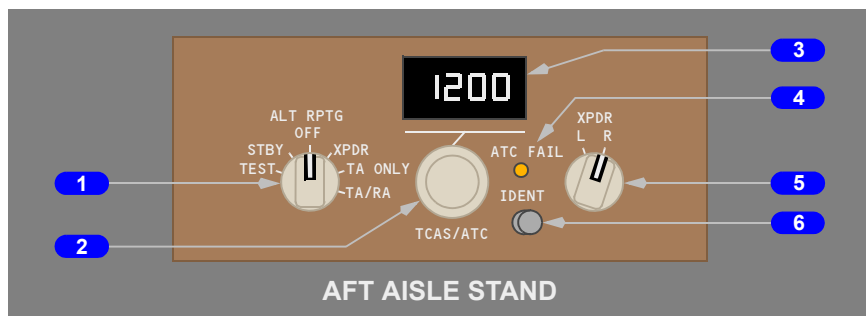 3
1200
4
ALT RPTG
OFF
XPDR
L R
STBY XPDR
ATC FAIL
TEST TA ONLY
1
5
TA/RA
IDENT
6
2
TCAS/ATC
AFT AISLE STAND